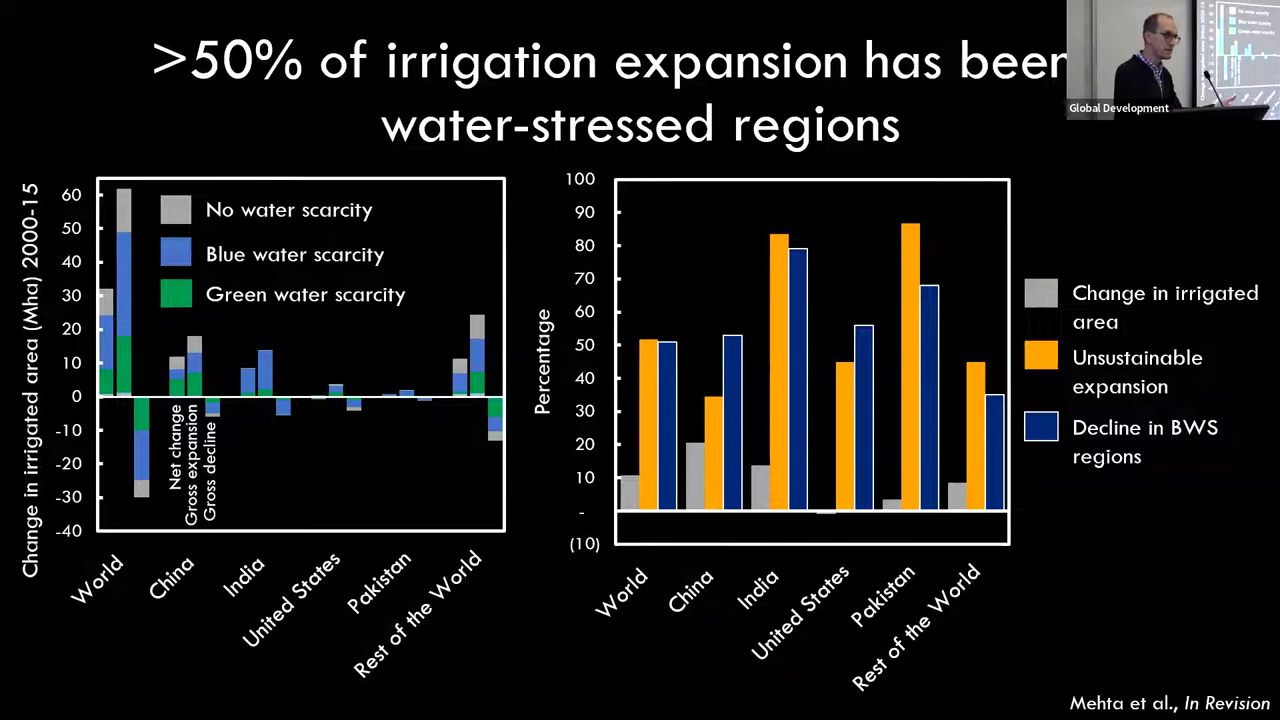 >50% of irrigation expansion has been
water-stressed regions
Global Development
Change in irrigated area (Mha) 2000-15
60
50
40
30
20
10
0
-10
-20
-30
-40
No water scarcity
Blue water scarcity
Green water scarcity
Net change
Gross expansion
Gross decline
World
China
India
United States
Pakistan
Rest of the World
Percentage
100
90
80
70
60
50
40
30
20
10
-
(10)
World
China
India
United States
Pakistan
Rest of the World
Change in irrigated
area
Unsustainable
expansion
Decline in BWS
regions
Mehta et al., In Revision